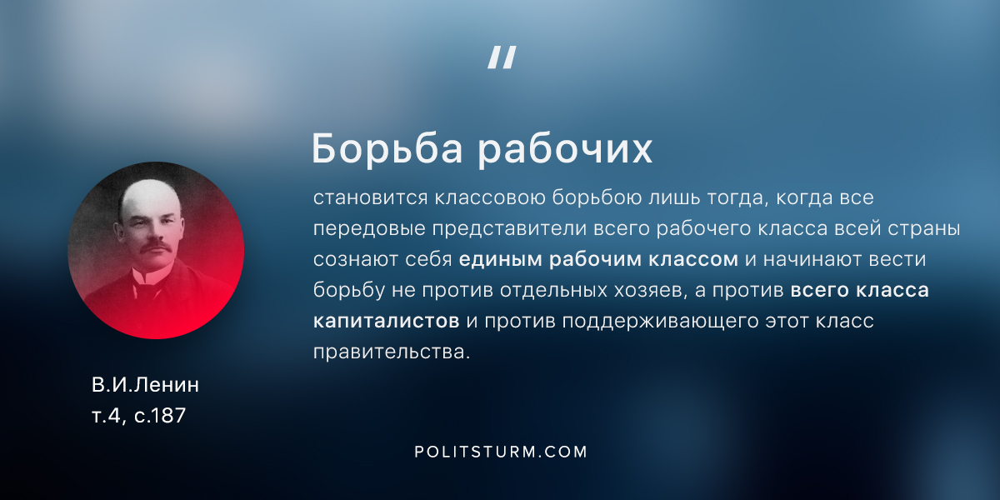 "
Борьба рабочих
становится классовою борьбою лишь тогда, когда все
передовые представители всего рабочего класса всей страны
сознают себя единым рабочим классом и начинают вести
борьбу не против отдельных хозяев, а против всего класса
капиталистов и против поддерживающего этот класс
правительства.
В.И.Ленин
т.4, с.187
POLITSTURM.COM